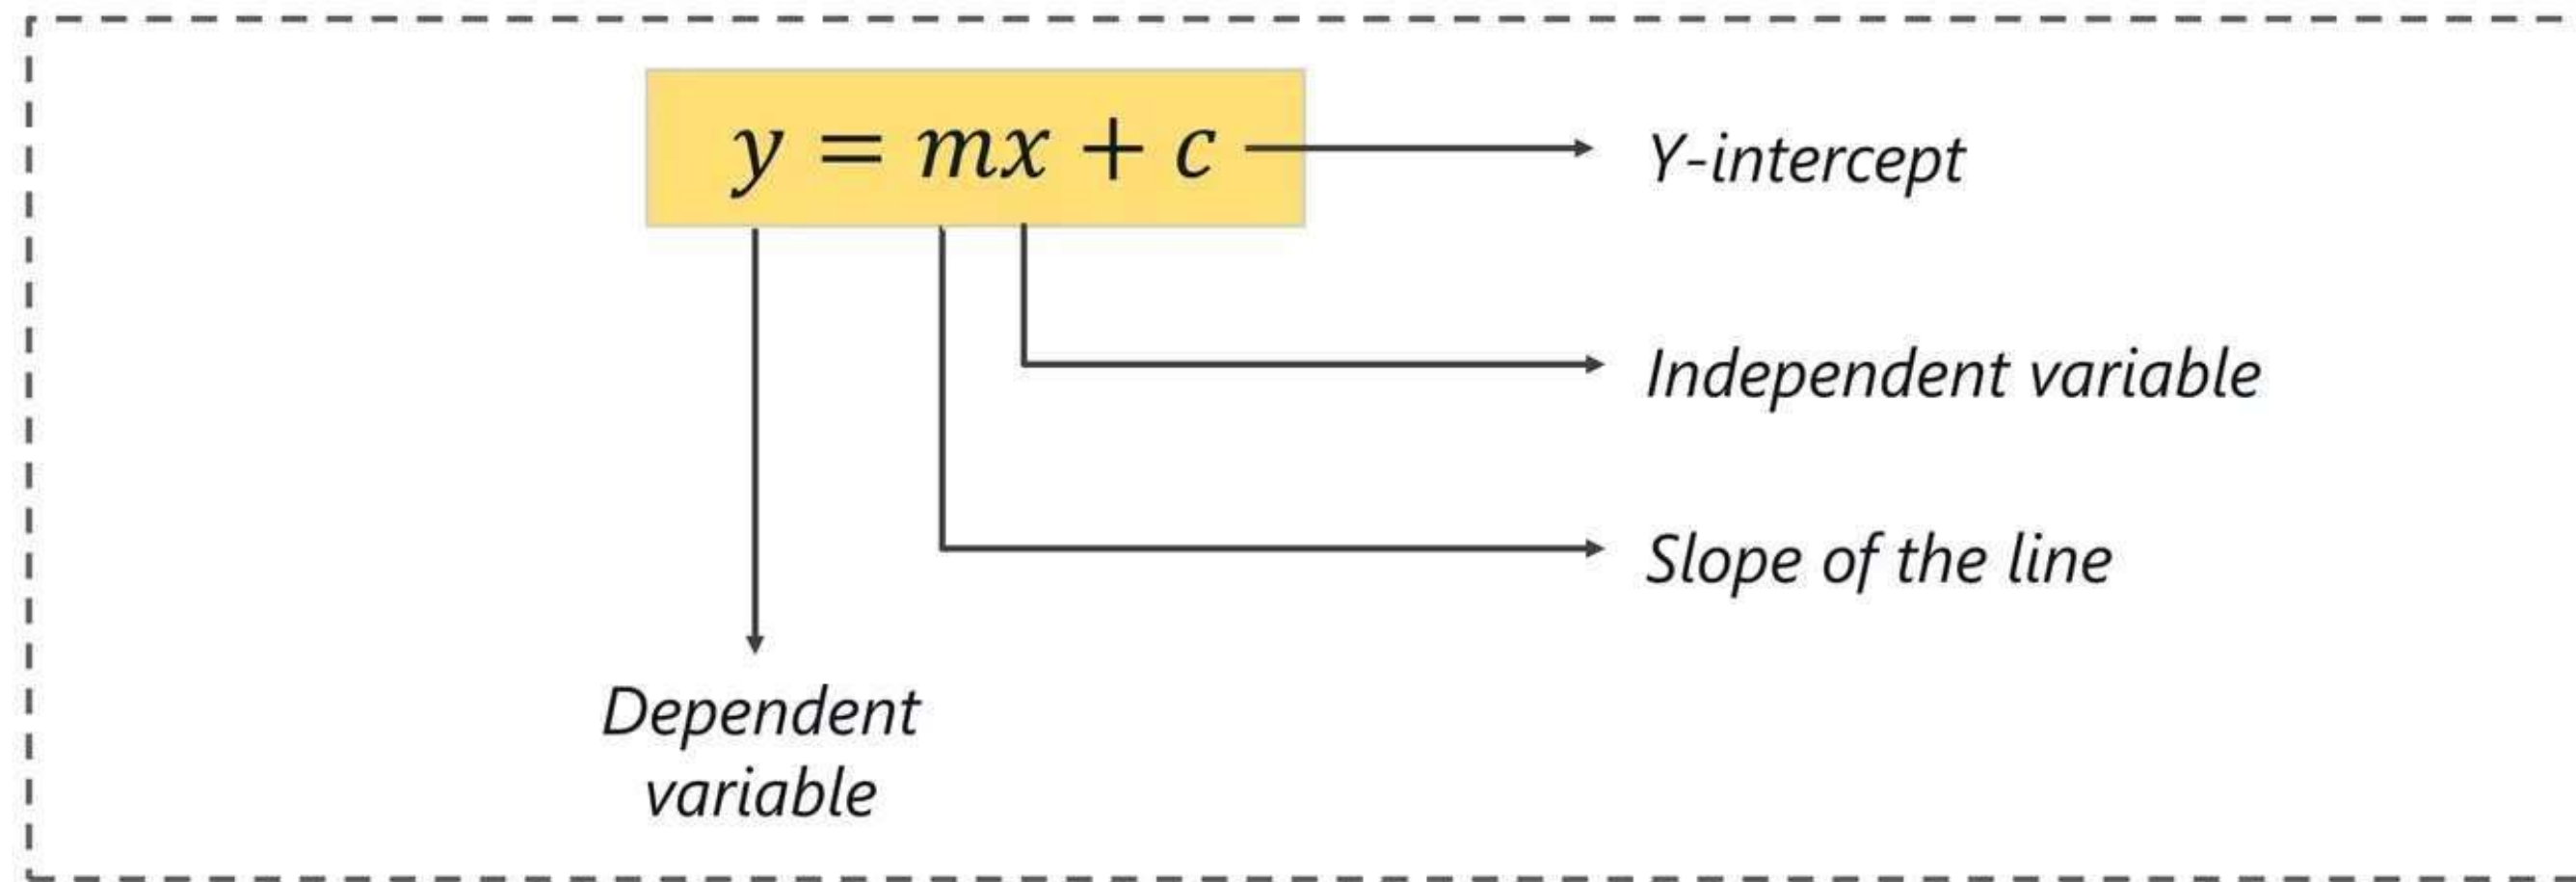 y = mx + c
Y-intercept
Independent variable
Slope of the line
Dependent
variable